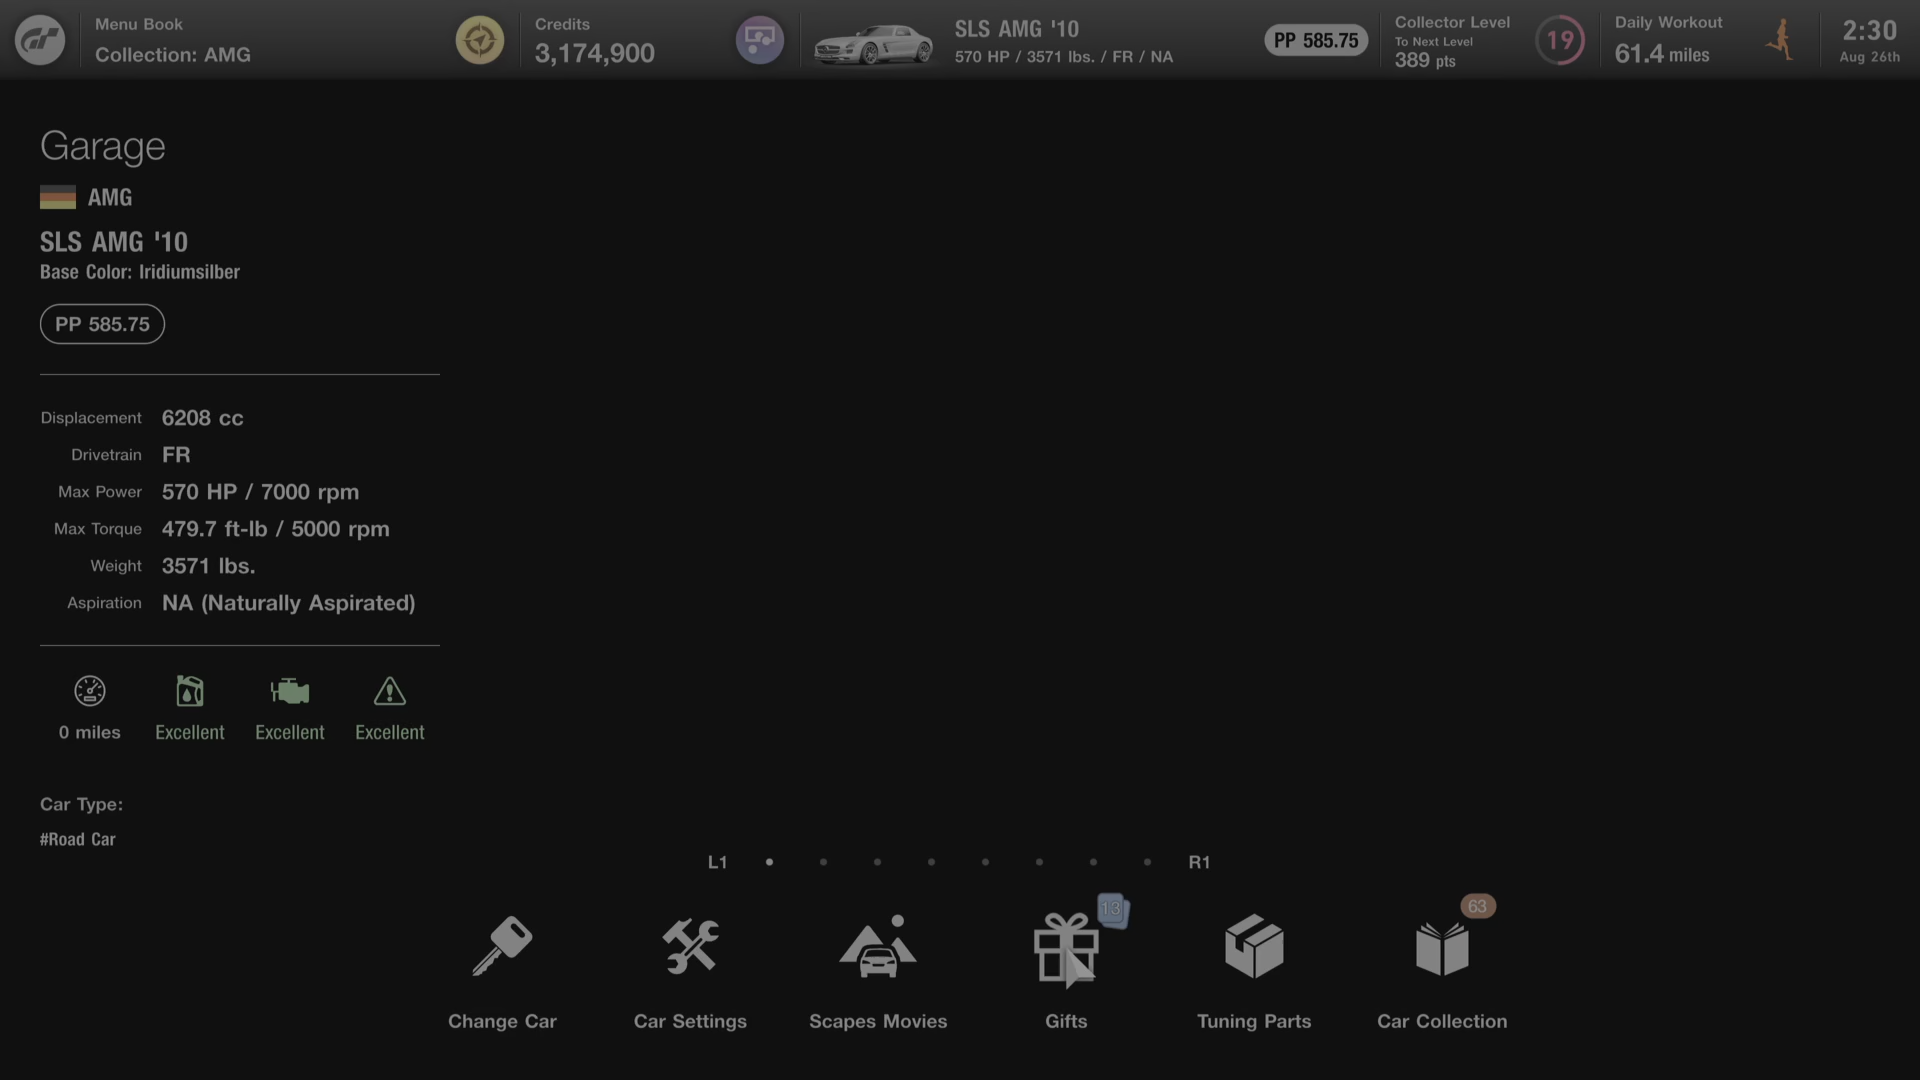 Menu Book
Collection: AMG
Credits
3,174,900
SLS AMG '10
570 HP / 3571 lbs. / FR / NA
PP 585.75
Collector Level
To Next Level
389 pts
19
Daily Workout
61.4 miles
2:30
Aug 26th
Garage
AMG
SLS AMG '10
Base Color: Iridiumsilber
PP 585.75
Displacement 6208 cc
Drivetrain FR
Max Power 570 HP / 7000 rpm
Max Torque 479.7 ft-lb / 5000 rpm
Weight 3571 lbs.
Aspiration NA (Naturally Aspirated)
0 miles Excellent Excellent Excellent
Car Type:
#Road Car
L1 R1
13 63
Change Car Car Settings Scapes Movies Gifts Tuning Parts Car Collection